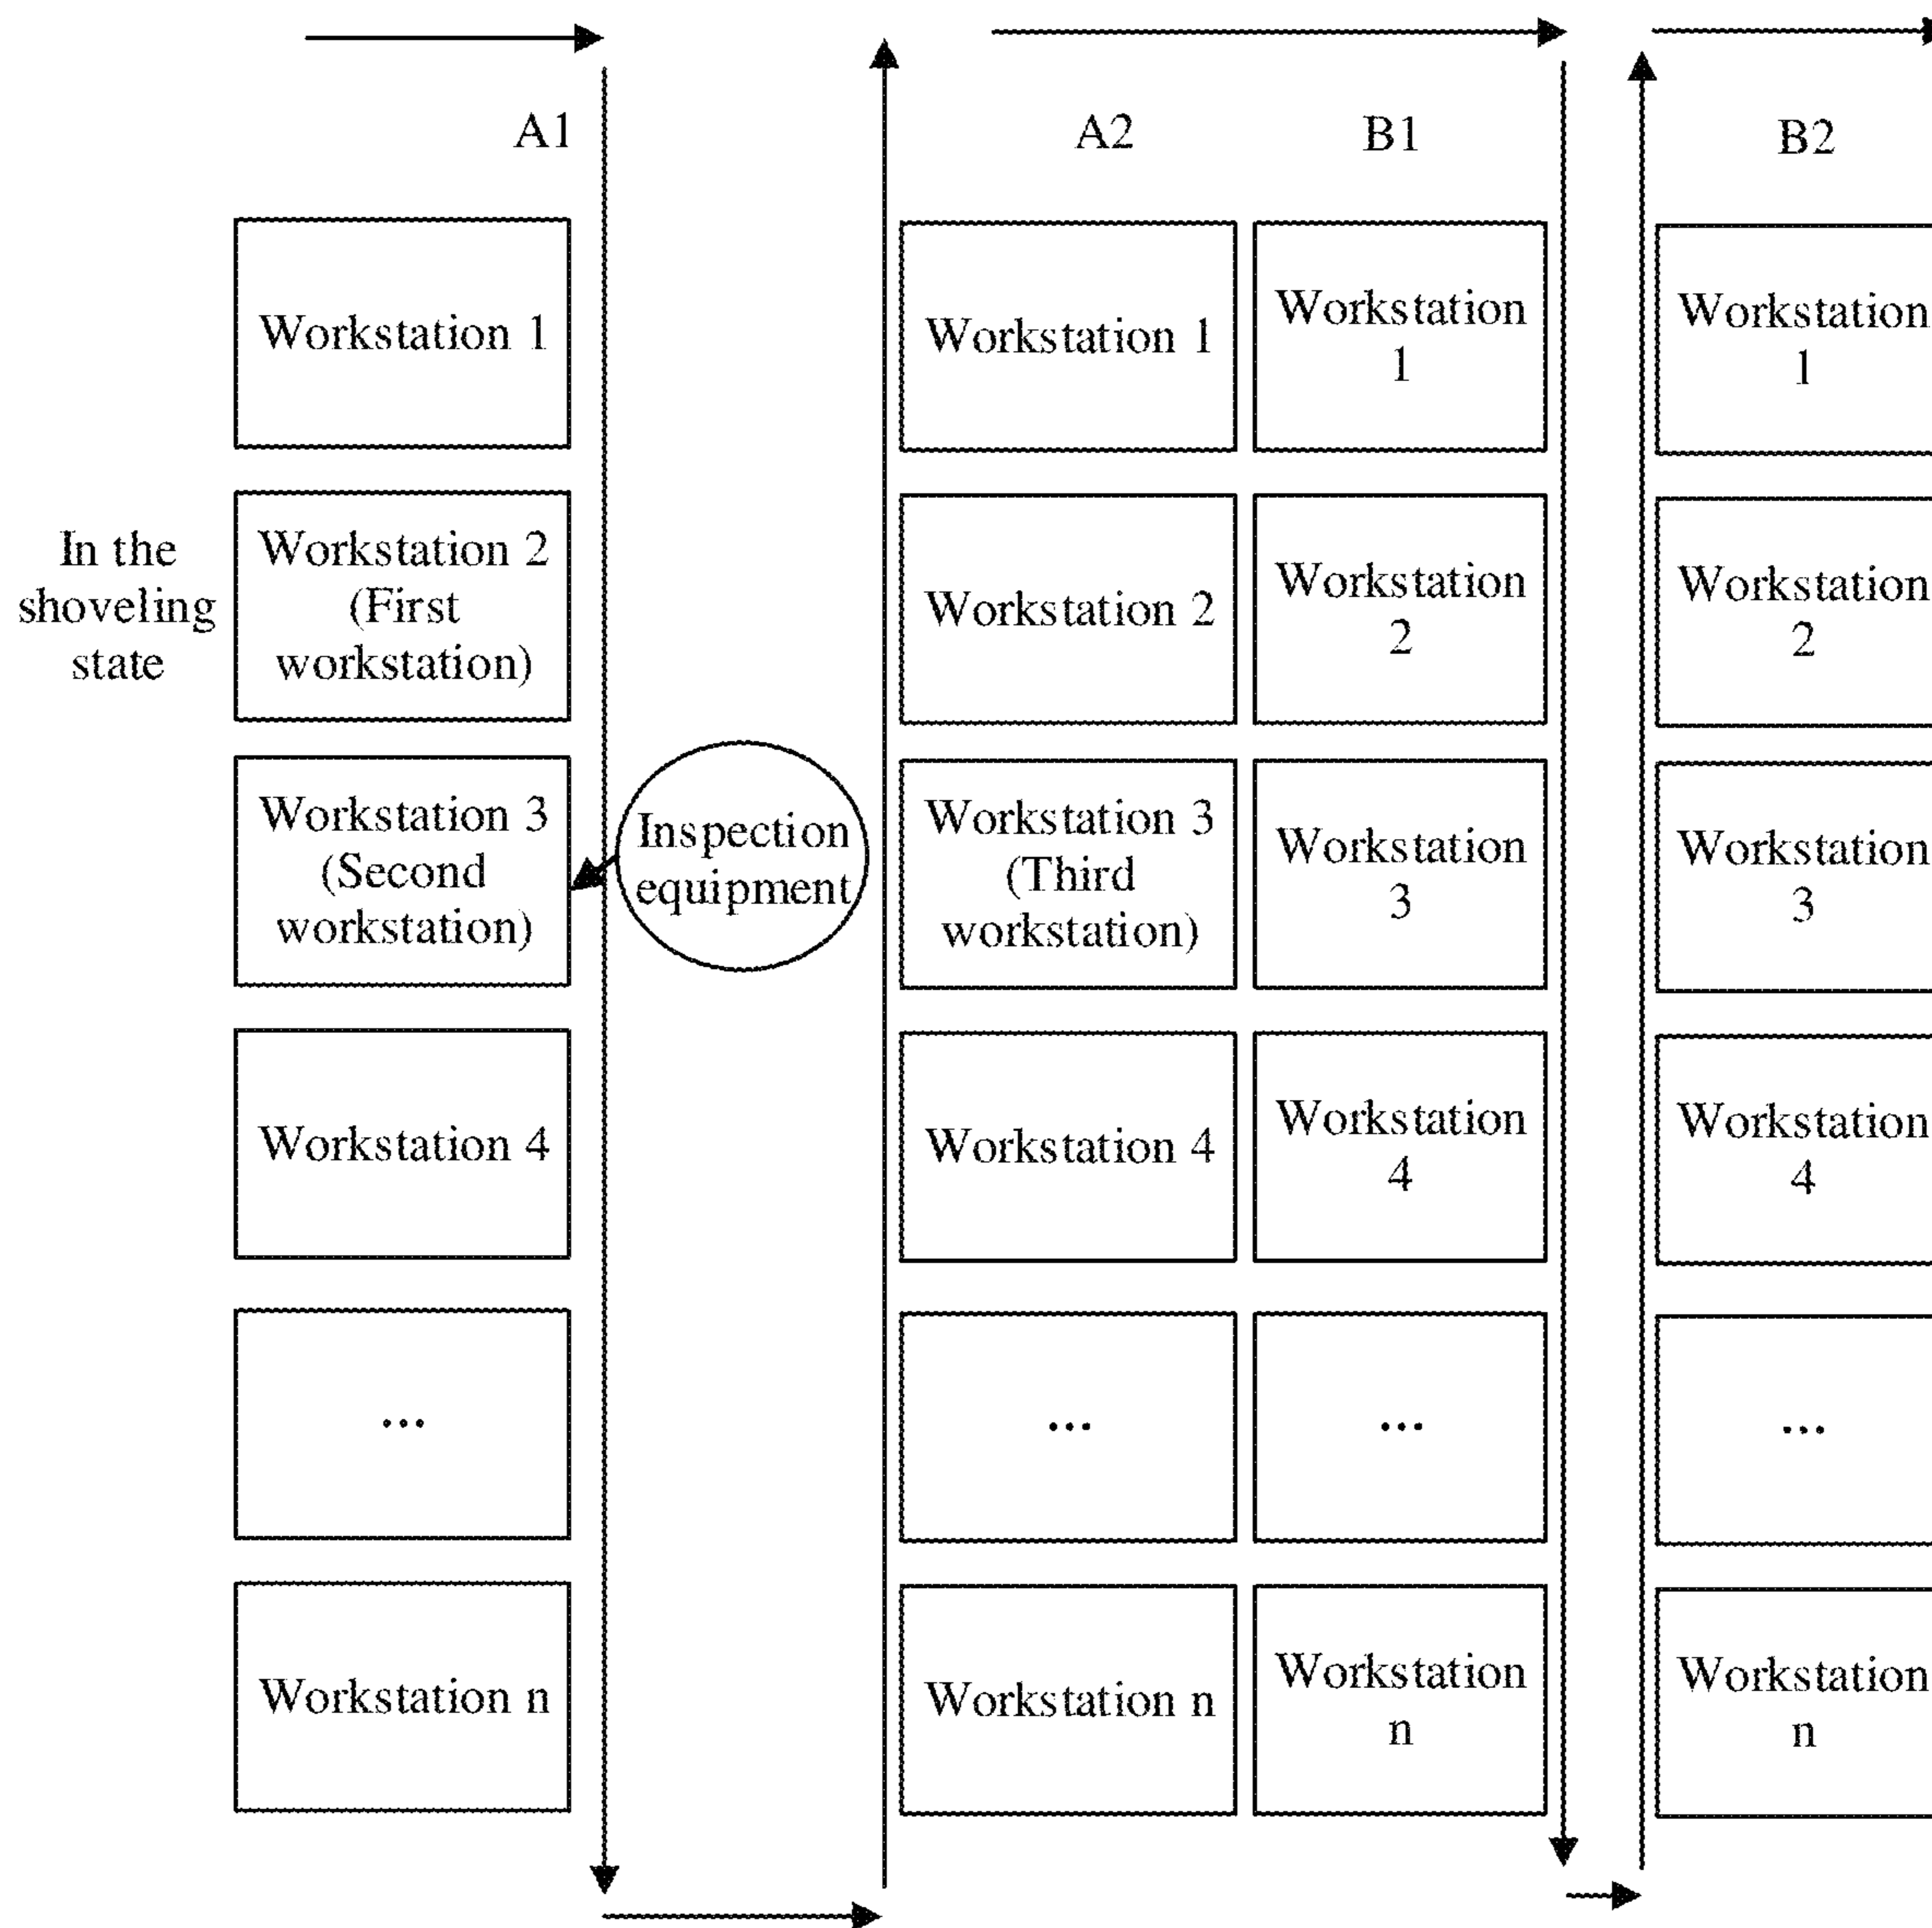 A1
A2
B1
B2
Workstation 1
Workstation 1
Workstation
1
Workstation
1
In the
shoveling
state
Workstation 2
(First
workstation)
Workstation 2
Workstation
2
Workstation
2
Workstation 3
(Second
workstation)
Inspection
equipment
Workstation 3
(Third
workstation)
Workstation
3
Workstation
3
Workstation 4
Workstation 4
Workstation
4
Workstation
4
...
...
...
...
Workstation n
Workstation n
Workstation
n
Workstation
n